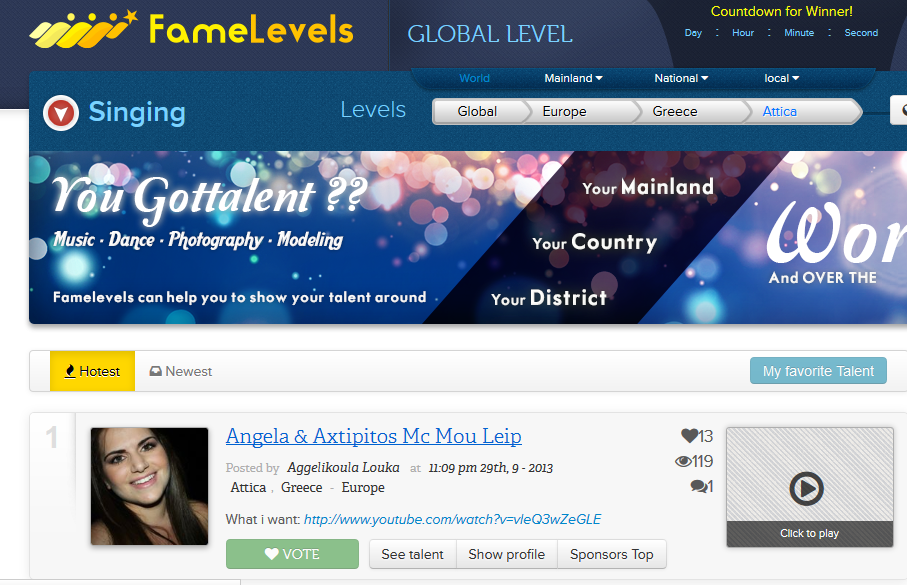 FameLevels
GLOBAL LEVEL
Countdown for Winner!
Day : Hour : Minute : Second
World Mainland National local
Singing
Levels
Global Europe Greece Attica
You Gottalent ??
Music · Dance · Photography · Modeling
Famelevels can help you to show your talent around
Your Mainland
Your Country
Your District
Wor
And OVER THE
Hotest Newest
My favorite Talent
1
Angela & Axtipitos Mc Mou Leip
Posted by Aggelikoula Louka at 11:09 pm 29th, 9 - 2013
Attica , Greece - Europe
What i want: http://www.youtube.com/watch?v=vleQ3wZeGLE
VOTE See talent Show profile Sponsors Top
13
119
1
Click to play